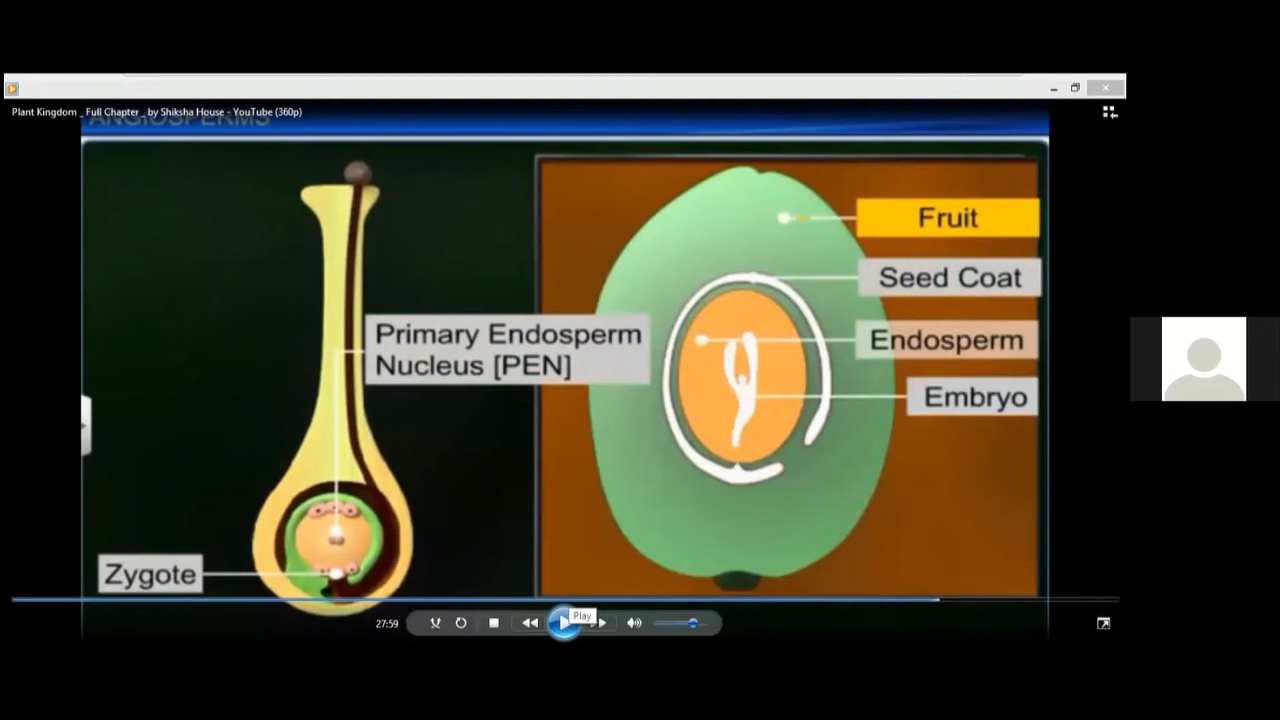 Plant Kingdom _ Full Chapter _ by Shiksha House - YouTube (360p)
ANGIOSPERMS
Fruit
Seed Coat
Primary Endosperm
Nucleus [PEN]
Endosperm
Embryo
Zygote
27:59
Play